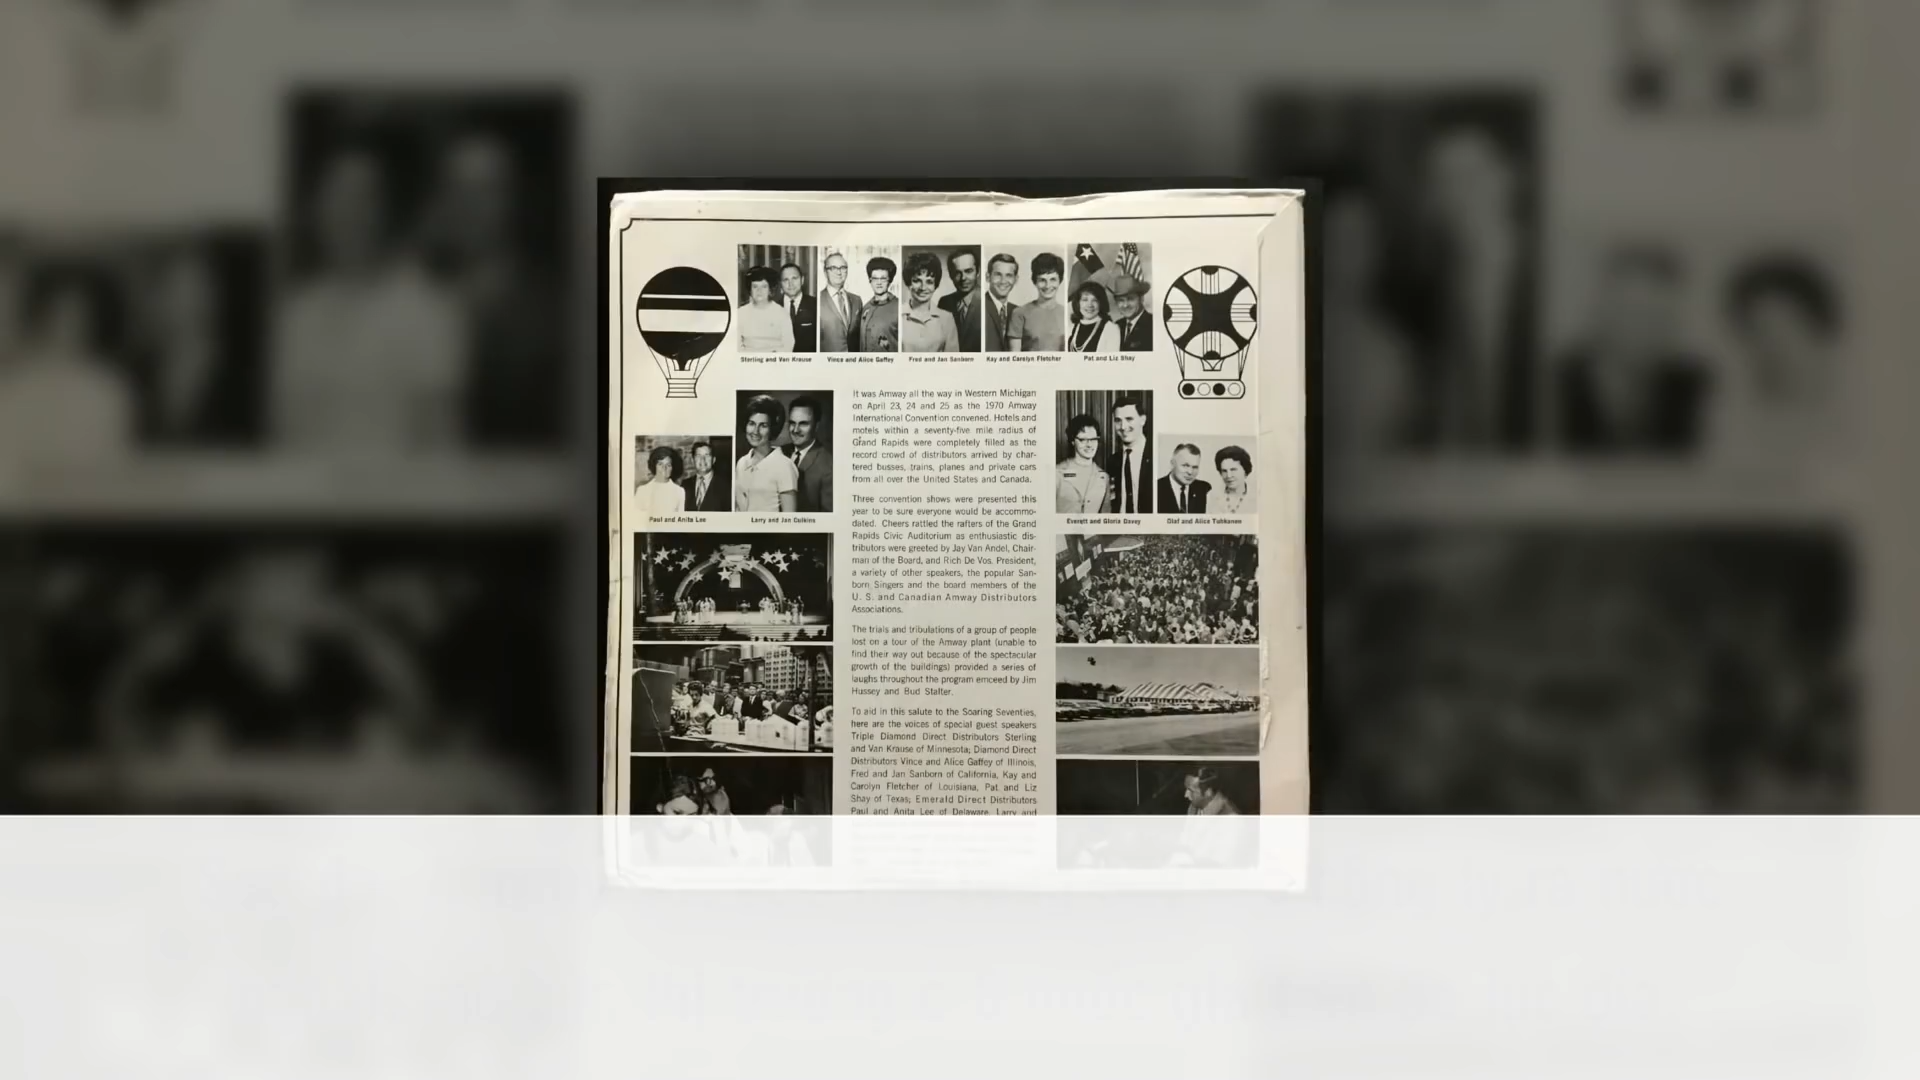 Sterling and Van Krause
Vince and Alice Gaffey
Fred and Jan Sanborn
Kay and Carolyn Fletcher
Pat and Liz Shay
It was Amway all the way in Western Michigan
on April 23, 24 and 25 as the 1970 Amway
International Convention convened. Hotels and
motels within a seventy-five mile radius of
Grand Rapids were completely filled as the
record crowd of distributors arrived by char-
tered busses, trains, planes and private cars
from all over the United States and Canada.
Paul and Anita Lee
Larry and Jan Culkins
Everett and Gloria Davey
Olaf and Alice Tahkanen
Three convention shows were presented this
year to be sure everyone would be accommo-
dated. Cheers rattled the rafters of the Grand
Rapids Civic Auditorium as enthusiastic dis-
tributors were greeted by Jay Van Andel, Chair-
man of the Board, and Rich De Vos, President,
a variety of other speakers, the popular San-
born Singers and the board members of the
U. S. and Canadian Amway Distributors
Associations.
The trials and tribulations of a group of people
lost on a tour of the Amway plant (unable to
find their way out because of the spectacular
growth of the buildings) provided a series of
laughs throughout the program emceed by Jim
Hussey and Bud Stalter.
To aid in this salute to the Soaring Seventies,
here are the voices of special guest speakers
Triple Diamond Direct Distributors Sterling
and Van Krause of Minnesota; Diamond Direct
Distributors Vince and Alice Gaffey of Illinois,
Fred and Jan Sanborn of California, Kay and
Carolyn Fletcher of Louisiana, Pat and Liz
Shay of Texas; Emerald Direct Distributors
Paul and Anita Lee of Delaware, Larry and